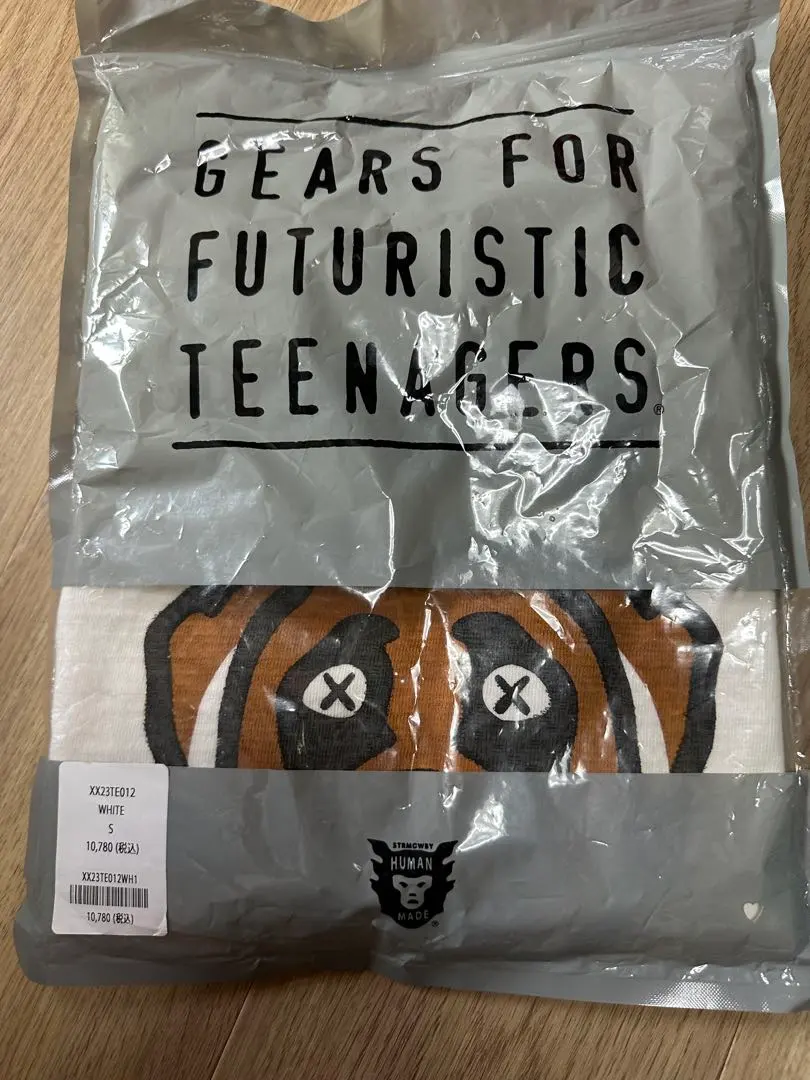 GEARS FOR
FUTURISTIC
TEENAGERS®
XX23TE012
WHITE
S
10,780 (税込)
XX23TE012WH1
10,780 (税込)
STRMCWBY
HUMAN
MADE®